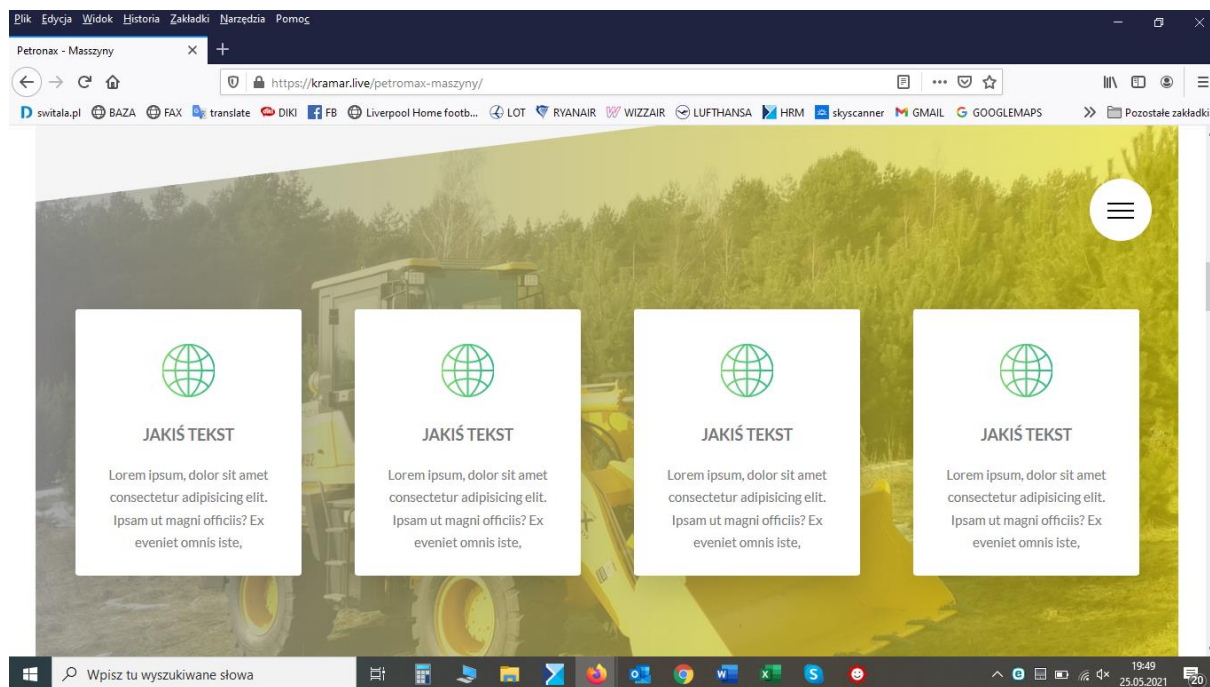 Plik Edycja Widok Historia Zakładki Narzędzia Pomoc
Petronax - Masszyny
https://kramar.live/petromax-maszyny/
switala.pl BAZA FAX translate DIKI FB Liverpool Home footb... LOT RYANAIR WIZZAIR LUFTHANSA HRM skyscanner GMAIL GOOGLEMAPS Pozostałe zakładki
JAKIŚ TEKST
Lorem ipsum, dolor sit amet
consectetur adipisicing elit.
Ipsam ut magni officiis? Ex
eveniet omnis iste,
JAKIŚ TEKST
Lorem ipsum, dolor sit amet
consectetur adipisicing elit.
Ipsam ut magni officiis? Ex
eveniet omnis iste,
JAKIŚ TEKST
Lorem ipsum, dolor sit amet
consectetur adipisicing elit.
Ipsam ut magni officiis? Ex
eveniet omnis iste,
JAKIŚ TEKST
Lorem ipsum, dolor sit amet
consectetur adipisicing elit.
Ipsam ut magni officiis? Ex
eveniet omnis iste,
Wpisz tu wyszukiwane słowa
19:49
25.05.2021
20